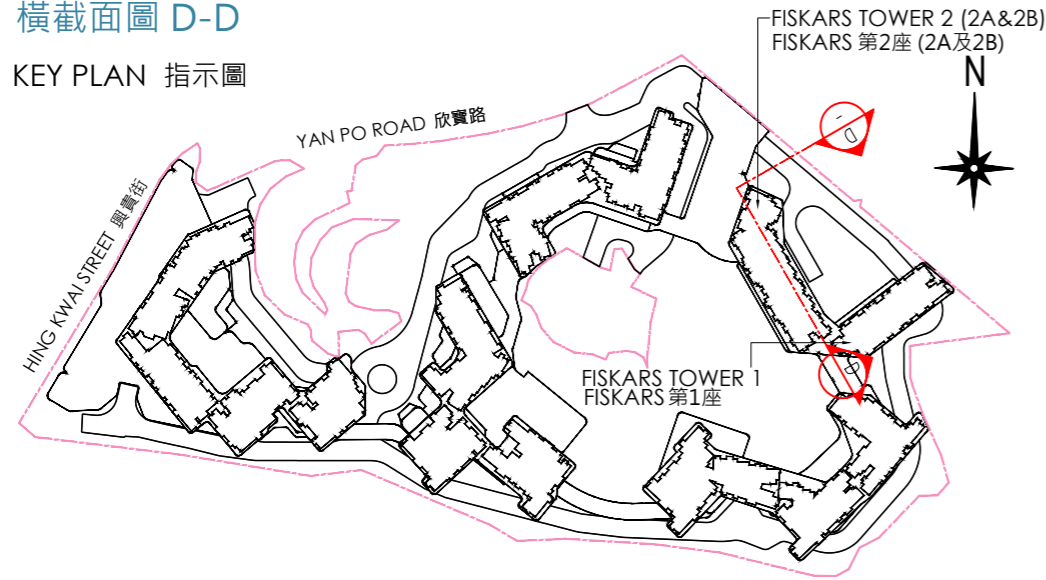 橫截面圖 D-D
KEY PLAN 指示圖
FISKARS TOWER 2 (2A&2B)
FISKARS 第2座 (2A及2B)
N
YAN PO ROAD 欣寶路
D
HING KWAI STREET 興貴街
FISKARS TOWER 1
FISKARS 第1座
D